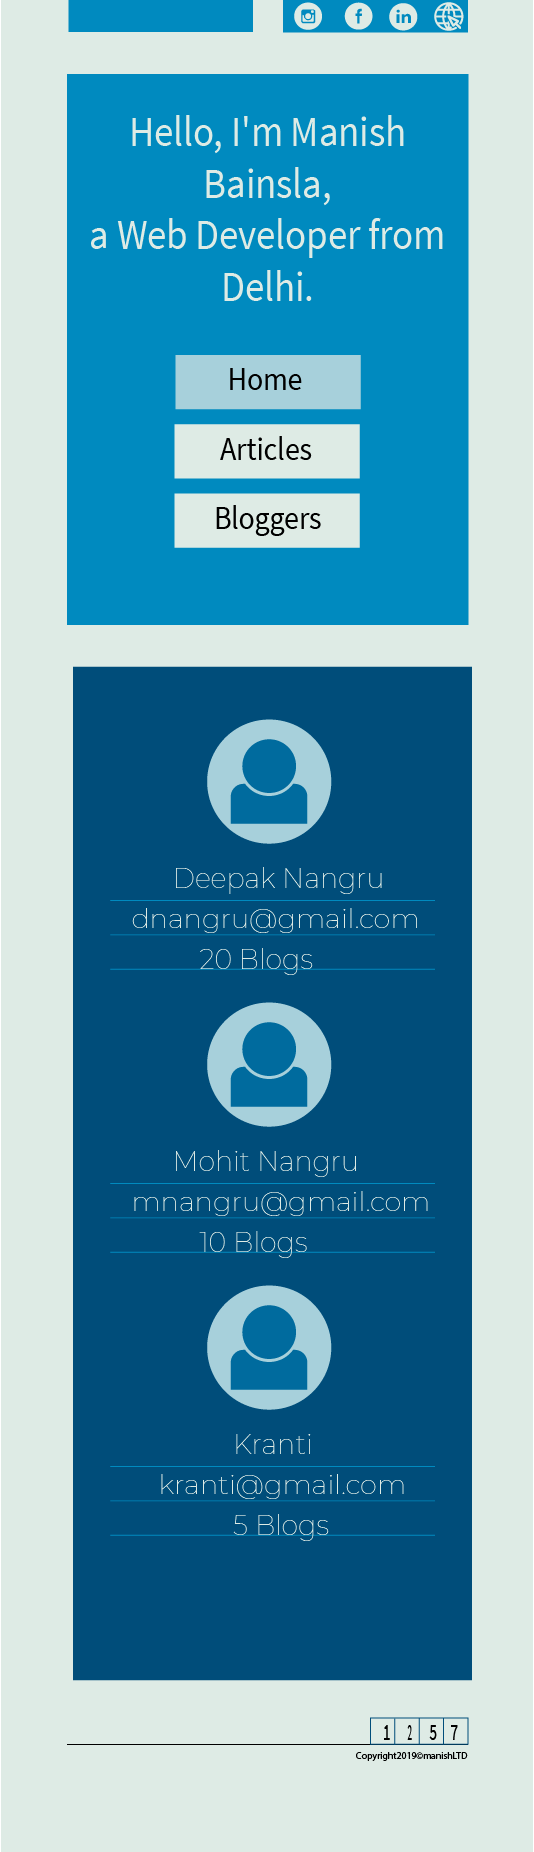 Hello, I'm Manish
Bainsla,
a Web Developer from
Delhi.
Home
Articles
Bloggers
Deepak Nangru
dnangru@gmail.com
20 Blogs
Mohit Nangru
mnangru@gmail.com
10 Blogs
Kranti
kranti@gmail.com
5 Blogs
1 2 5 7
Copyright2019©manishLTD